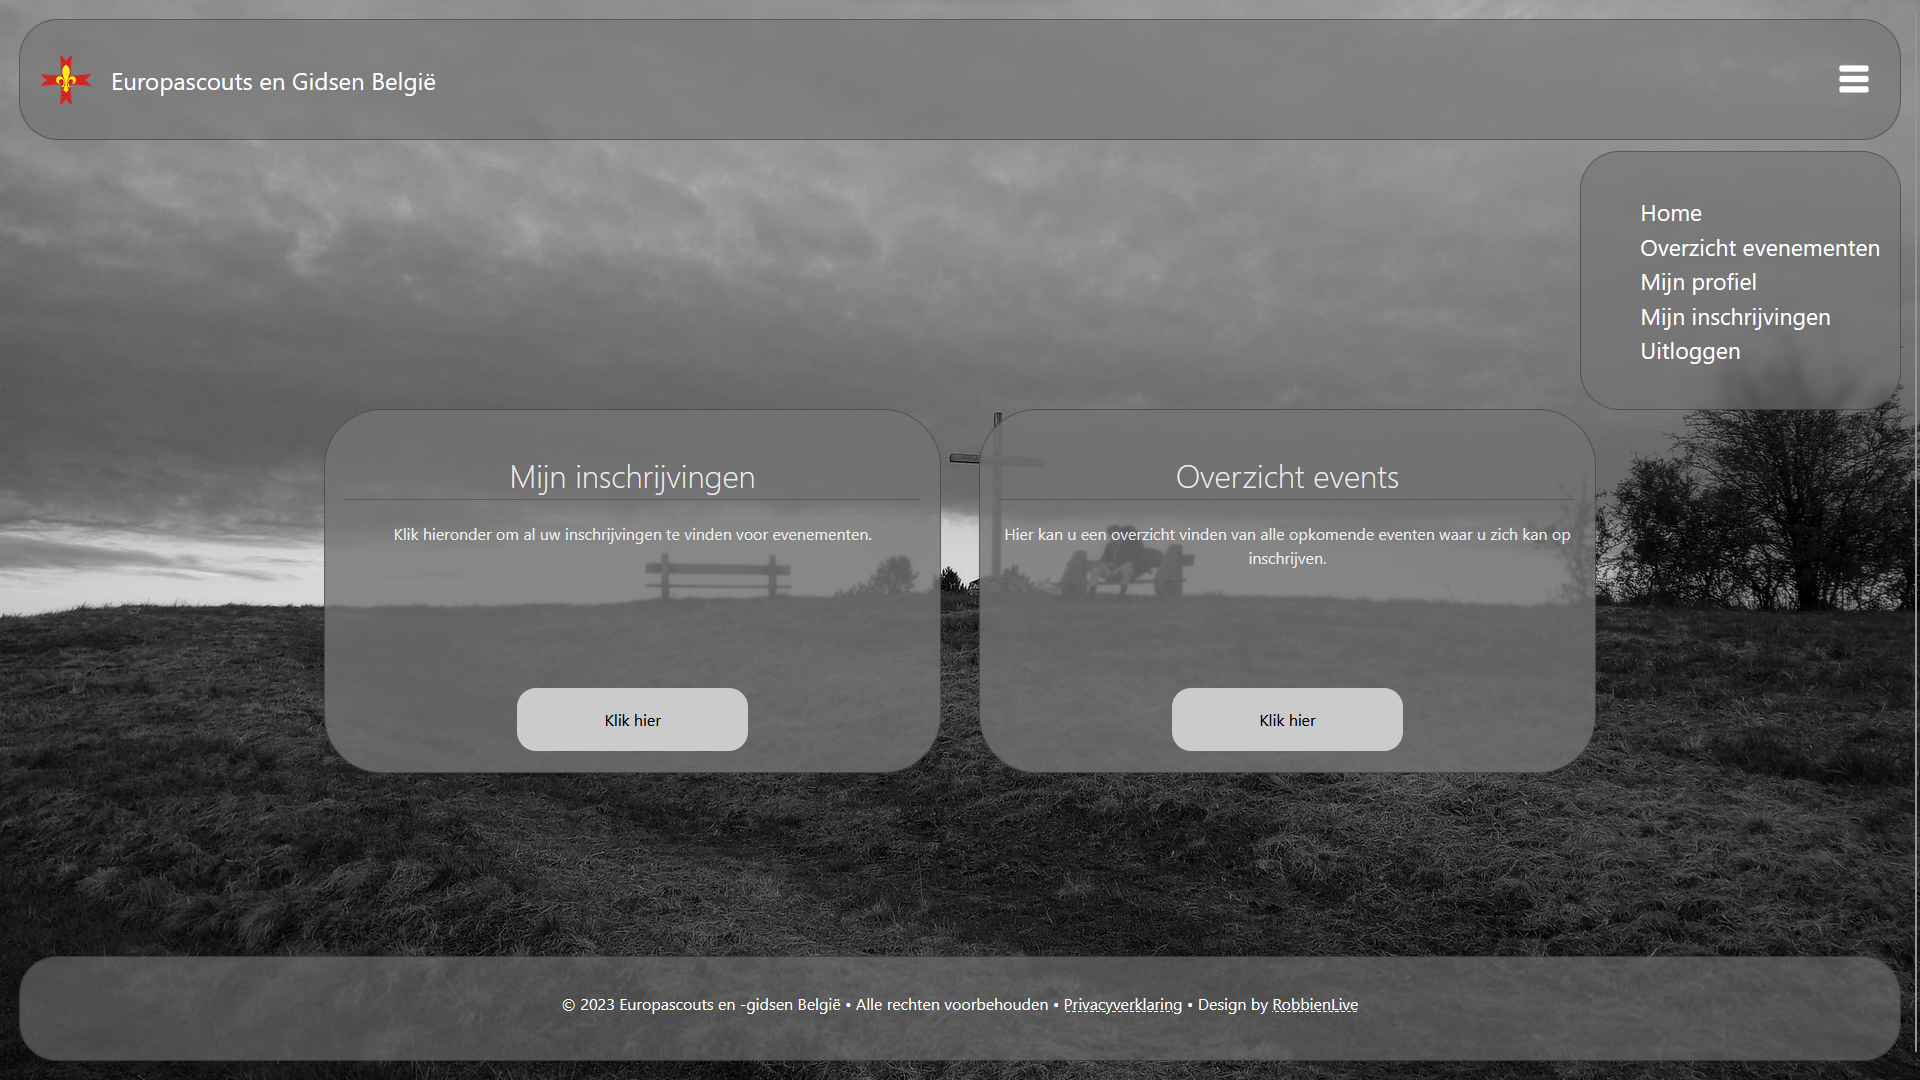 Europascouts en Gidsen België
Home
Overzicht evenementen
Mijn profiel
Mijn inschrijvingen
Uitloggen
Mijn inschrijvingen
Klik hieronder om al uw inschrijvingen te vinden voor evenementen.
Klik hier
Overzicht events
Hier kan u een overzicht vinden van alle opkomende eventen waar u zich kan op
inschrijven.
Klik hier
© 2023 Europascouts en -gidsen België • Alle rechten voorbehouden • Privacyverklaring • Design by RobbienLive